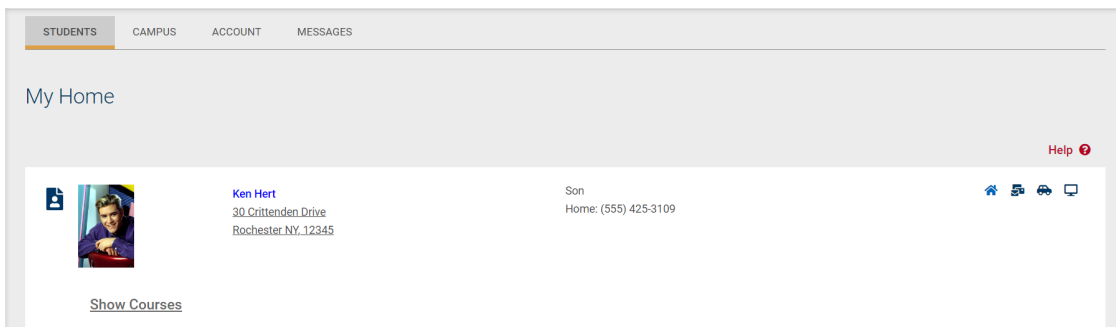 STUDENTS CAMPUS ACCOUNT MESSAGES
My Home
Help
Ken Hert
30 Crittenden Drive
Rochester NY, 12345
Son
Home: (555) 425-3109
Show Courses